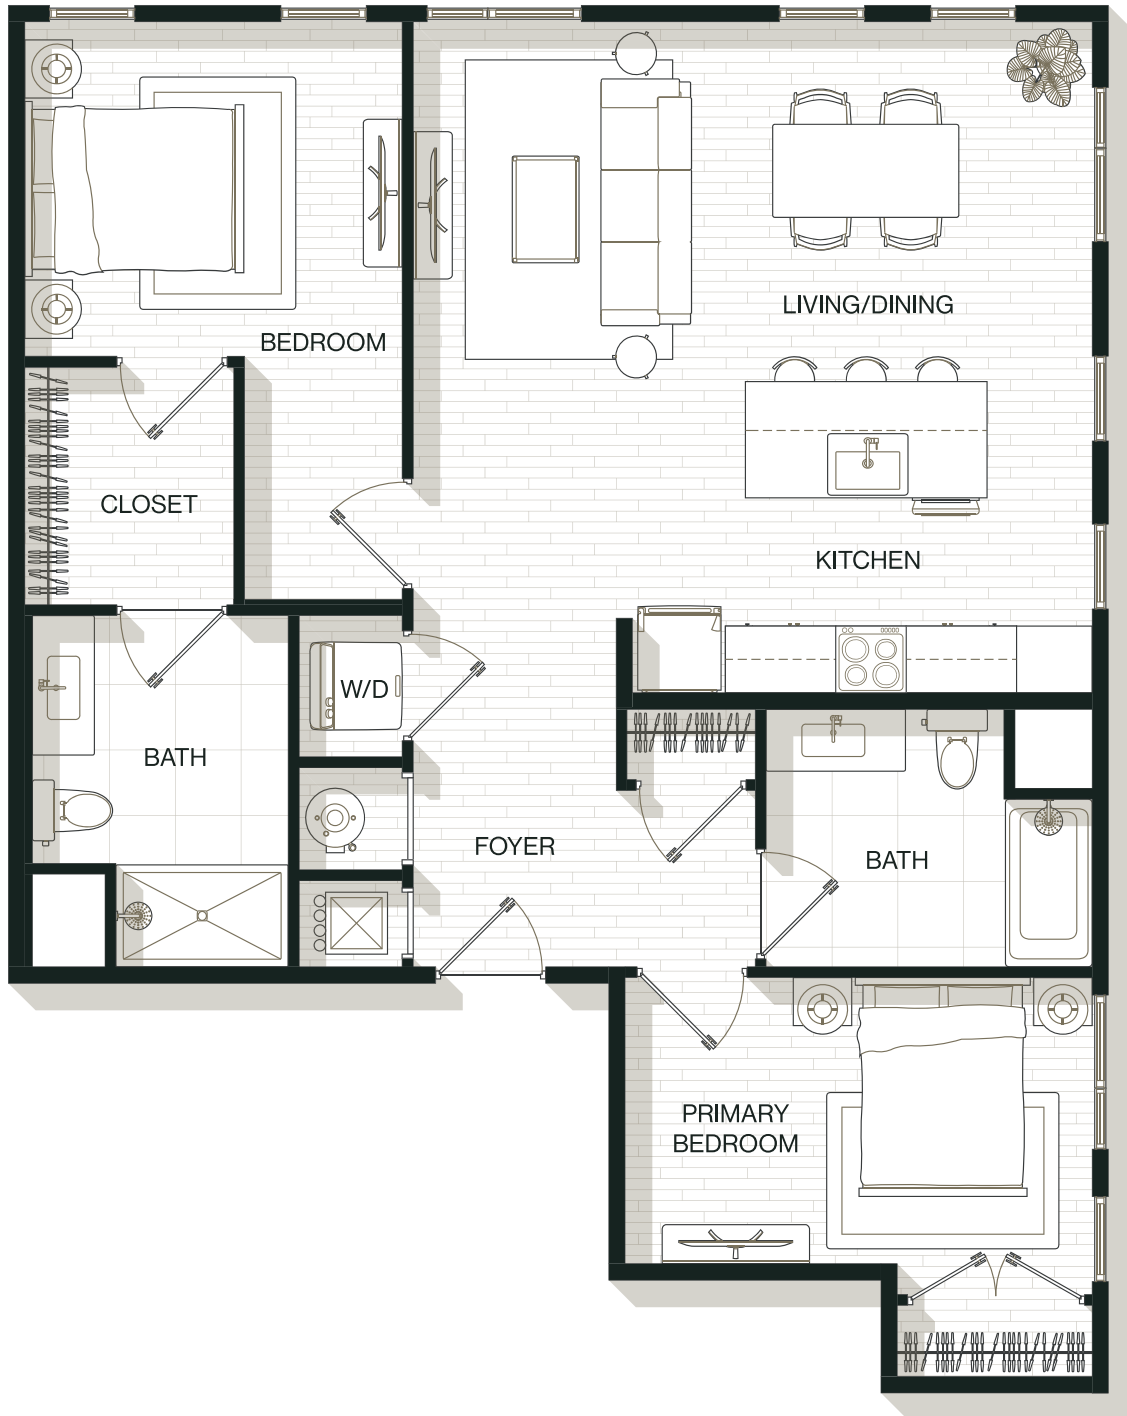 LIVING/DINING
BEDROOM
CLOSET
KITCHEN
W/D
BATH
FOYER
BATH
PRIMARY
BEDROOM